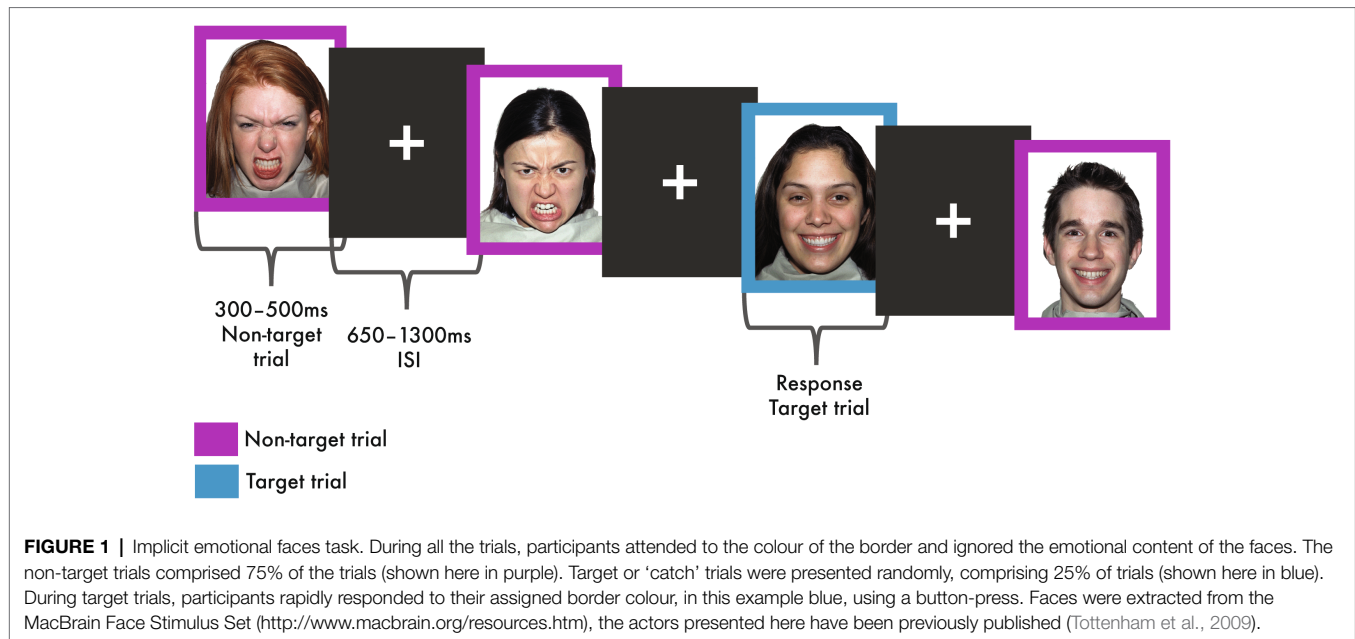 300–500ms
Non-target
trial
650–1300ms
ISI
Response
Target trial
Non-target trial
Target trial
FIGURE 1 | Implicit emotional faces task. During all the trials, participants attended to the colour of the border and ignored the emotional content of the faces. The
non-target trials comprised 75% of the trials (shown here in purple). Target or ‘catch’ trials were presented randomly, comprising 25% of trials (shown here in blue).
During target trials, participants rapidly responded to their assigned border colour, in this example blue, using a button-press. Faces were extracted from the
MacBrain Face Stimulus Set (http://www.macbrain.org/resources.htm), the actors presented here have been previously published (Tottenham et al., 2009).